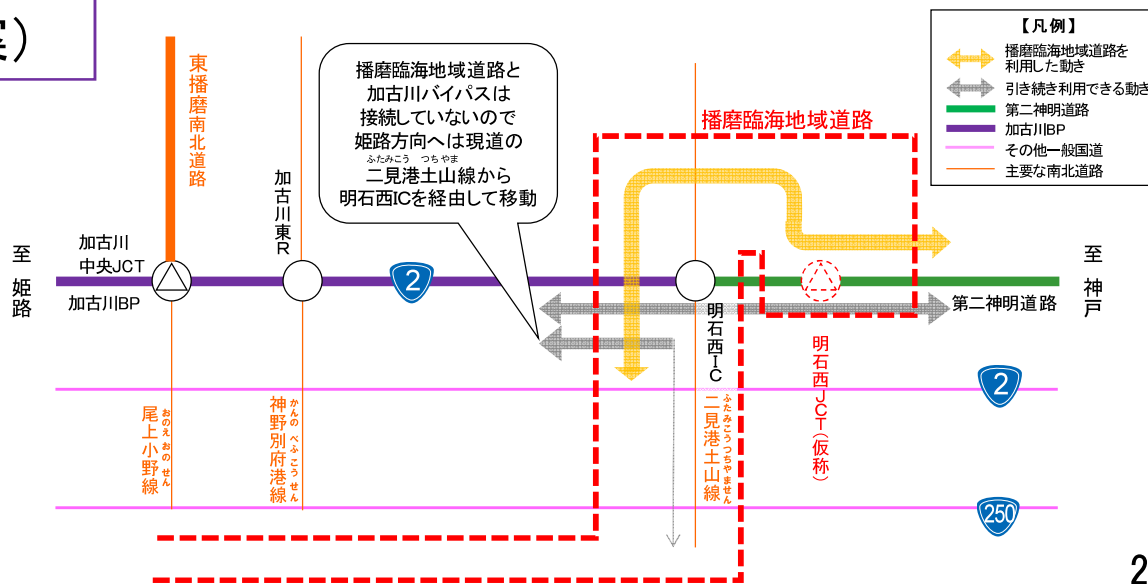 案）
【凡例】
播磨臨海地域道路を
利用した動き
引き続き利用できる動き
第二神明道路
加古川BP
その他一般国道
主要な南北道路
東播磨南北道路
加古川東R
播磨臨海地域道路と
加古川バイパスは
接続していないので
姫路方向へは現道の
ふたみこう つちやま
二見港土山線から
明石西ICを経由して移動
播磨臨海地域道路
至 姫路
加古川
中央JCT
加古川BP
2
至 神戸
第二神明道路
明石西IC
明石西JCT(仮称)
2
おのえ おの せん
尾上小野線
かんの べふこうせん
神野別府港線
ふたみこうつちやません
二見港土山線
250
2